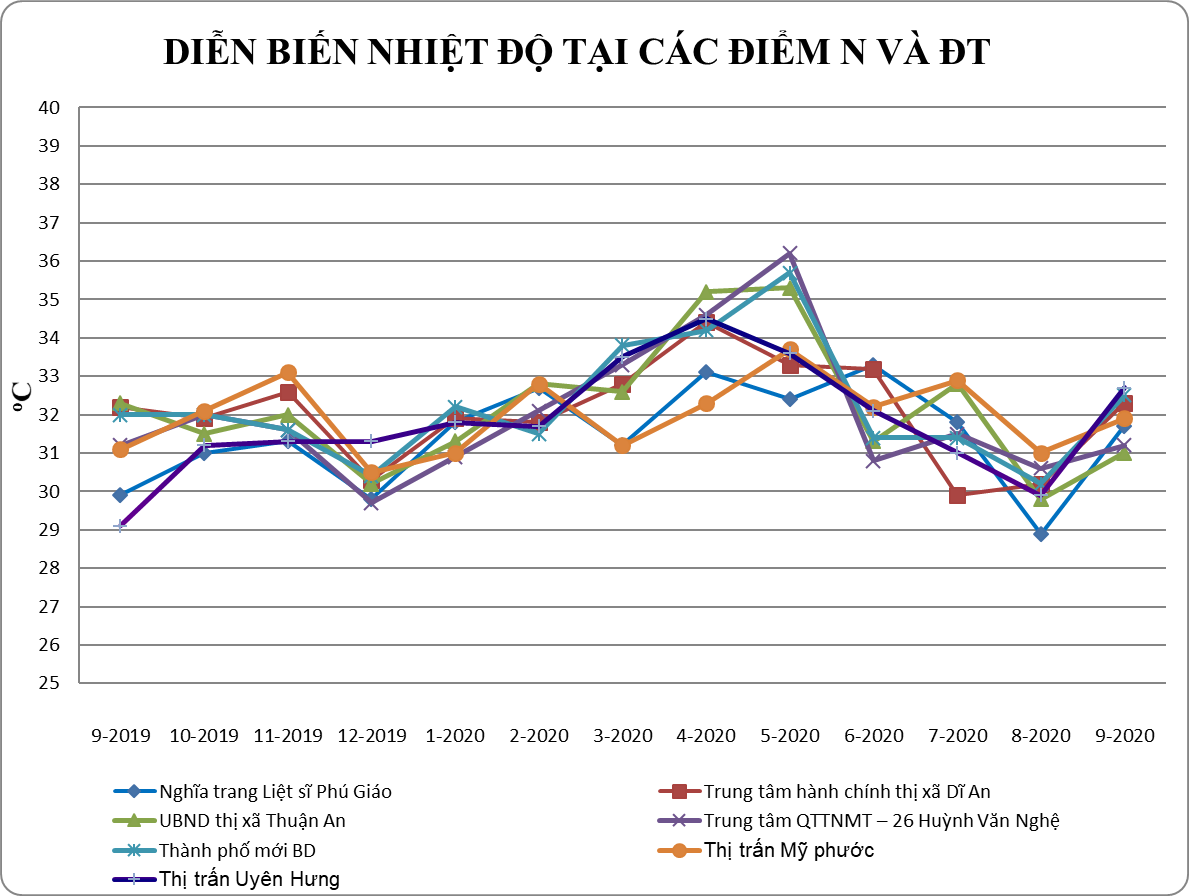 DIỄN BIẾN NHIỆT ĐỘ TẠI CÁC ĐIỂM N VÀ ĐT
40
39
38
37
36
35
34
33
32
31
30
29
28
27
26
25
ºC
9-2019 10-2019 11-2019 12-2019 1-2020 2-2020 3-2020 4-2020 5-2020 6-2020 7-2020 8-2020 9-2020
Nghĩa trang Liệt sĩ Phú Giáo Trung tâm hành chính thị xã Dĩ An
UBND thị xã Thuận An Trung tâm QTTNMT – 26 Huỳnh Văn Nghệ
Thành phố mới BD Thị trấn Mỹ phước
Thị trấn Uyên Hưng